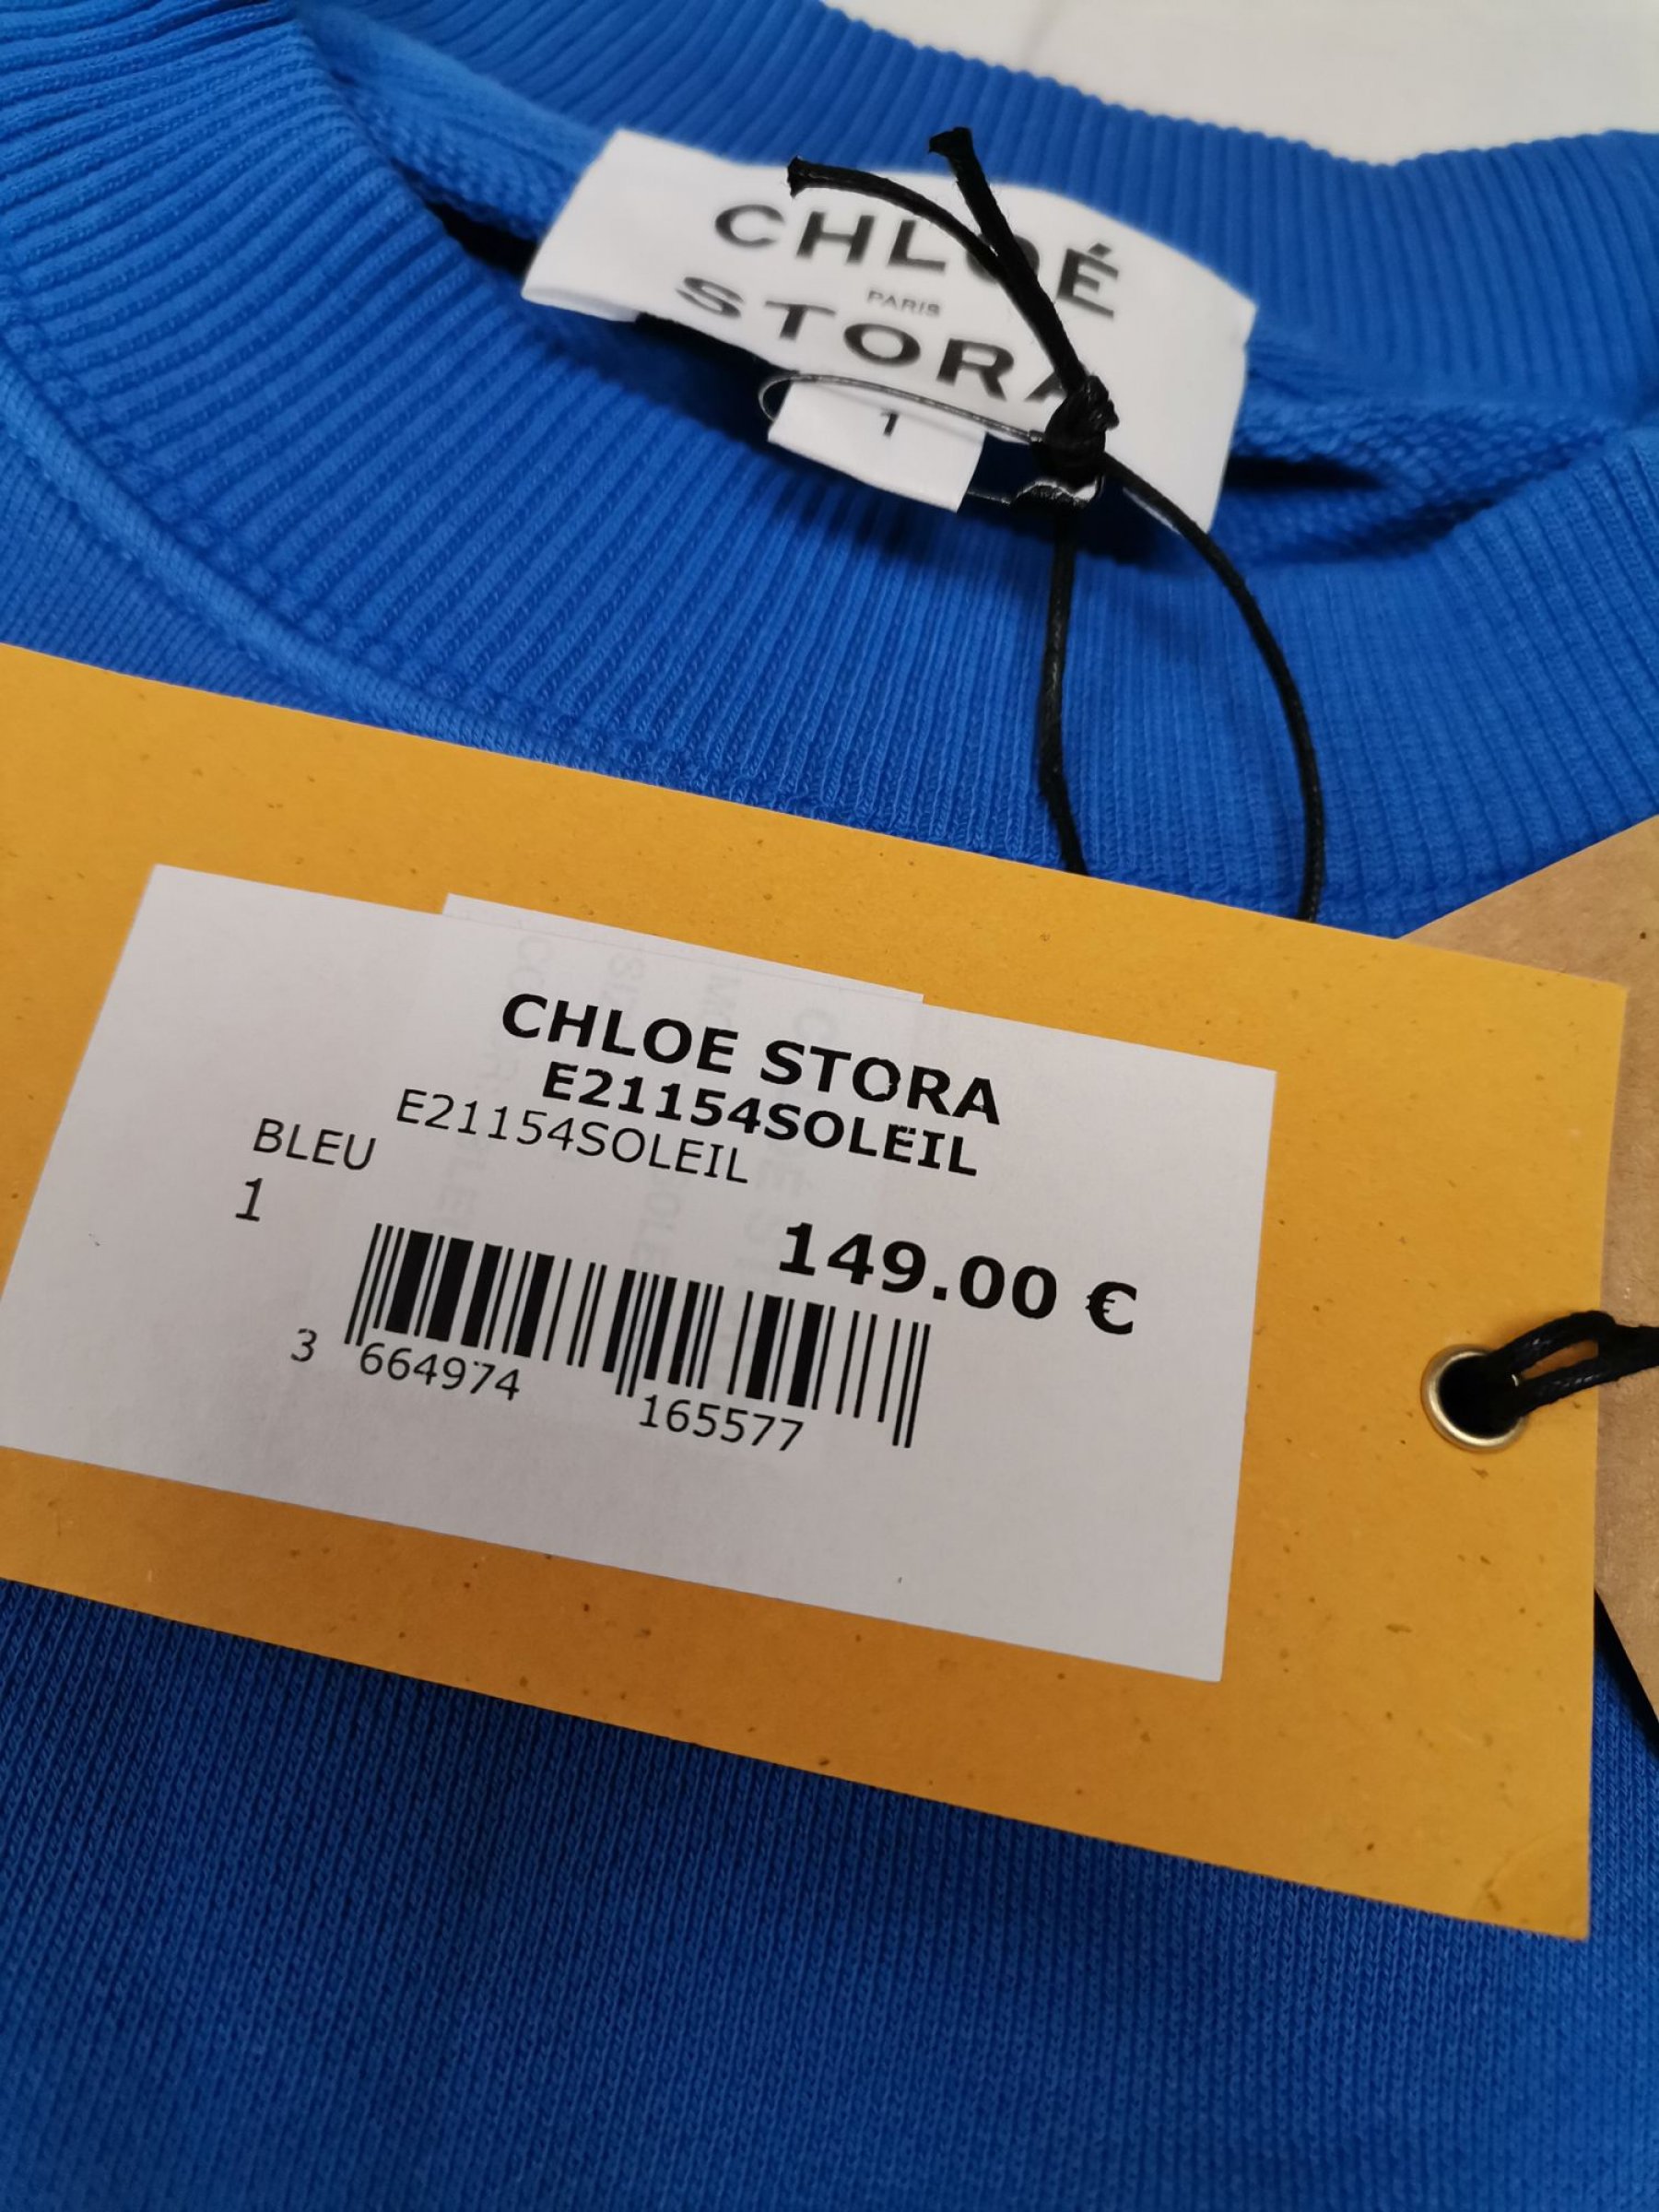 CHLOÉ
PARIS
STORA
1
CHLOE STORA
E21154SOLEIL
E21154SOLEIL
BLEU
1
149.00 €
3 664974 165577